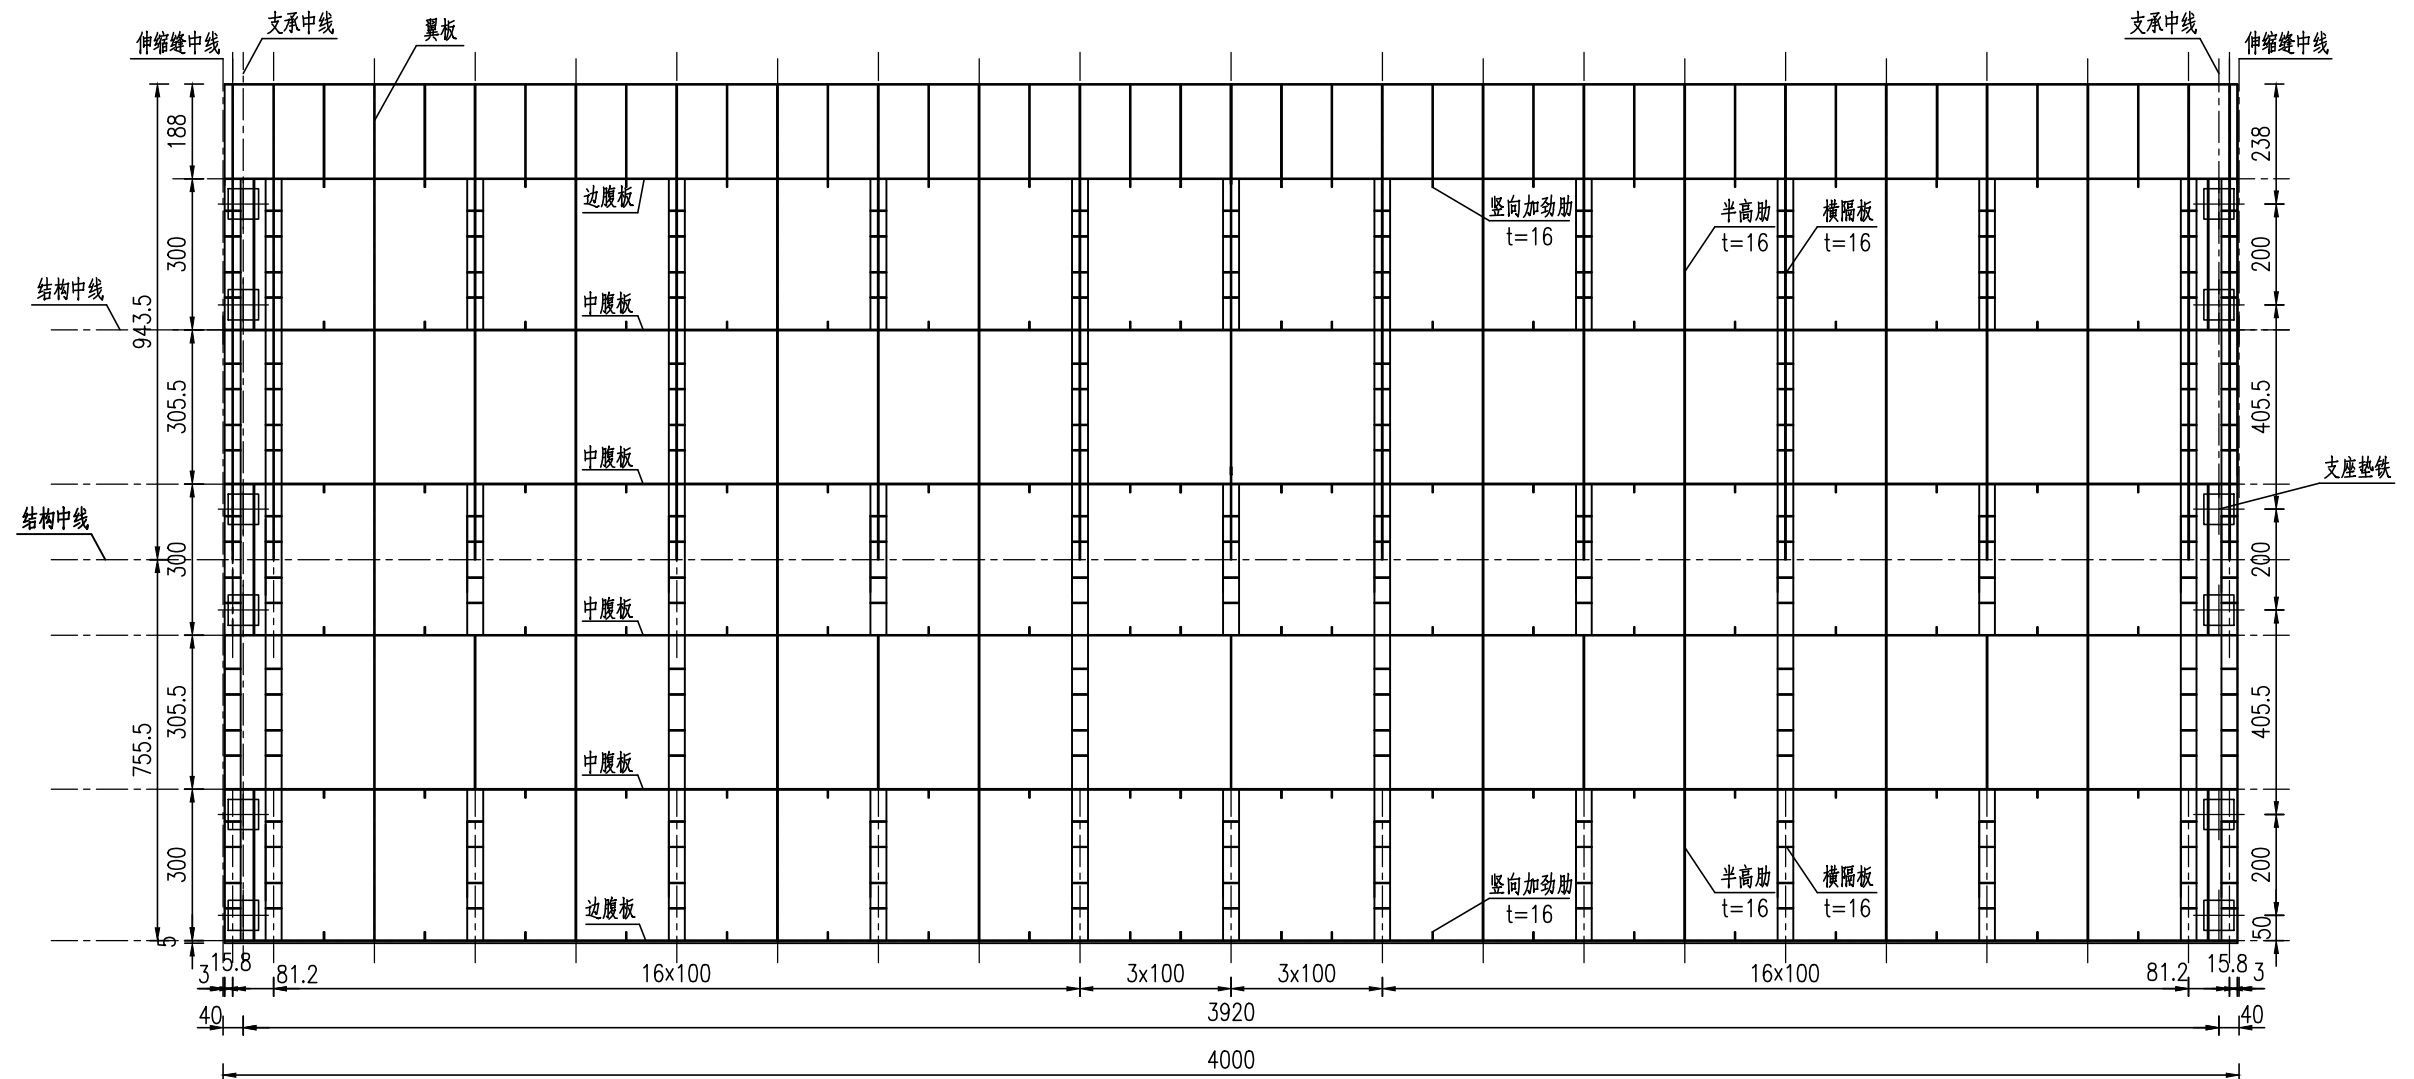 支承中线
翼板
伸缩缝中线
支承中线
伸缩缝中线
188
238
边腹板
竖向加劲肋
t=16
半高肋
t=16
横隔板
t=16
300
200
结构中线
943.5
中腹板
305.5
405.5
中腹板
支座垫铁
结构中线
300
200
中腹板
305.5
405.5
755.5
中腹板
300
200
竖向加劲肋
t=16
半高肋
t=16
横隔板
t=16
边腹板
5
50
3
15.8
81.2
16x100
3x100
3x100
16x100
81.2
15.8
3
40
3920
40
4000